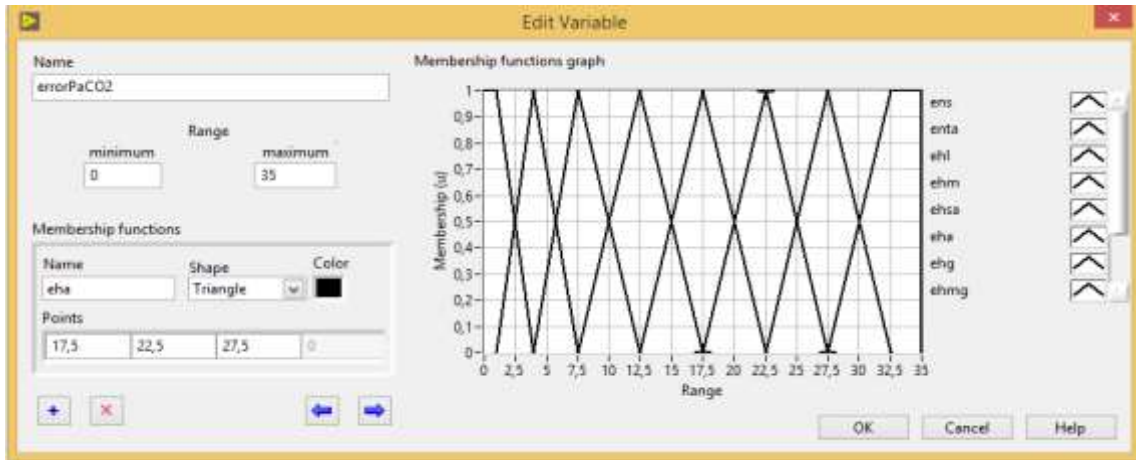 Edit Variable
Name
errorPaCO2
Range
minimum
maximum
0
35
Membership functions
Name
Shape
Color
eha
Triangle
Points
17,5
22,5
27,5
0
Membership functions graph
Membership (u)
1
0,9
0,8
0,7
0,6
0,5
0,4
0,3
0,2
0,1
0
0 2,5 5 7,5 10 12,5 15 17,5 20 22,5 25 27,5 30 32,5 35
Range
ens
enta
ehl
ehm
ehsa
eha
ehg
ehmg
OK
Cancel
Help